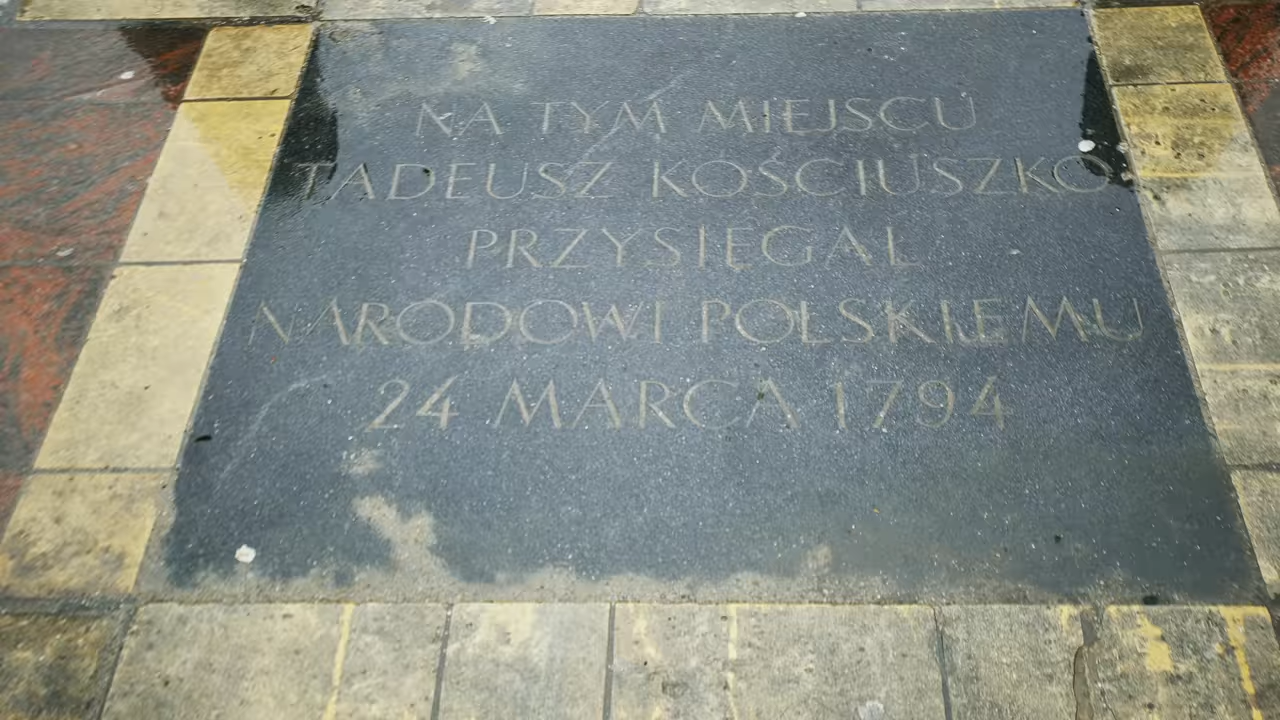 NA TYM MIEJSCU
TADEUSZ KOŚCIUSZKO
PRZYSIĘGAŁ
NARODOWI POLSKIEMU
24 MARCA 1794